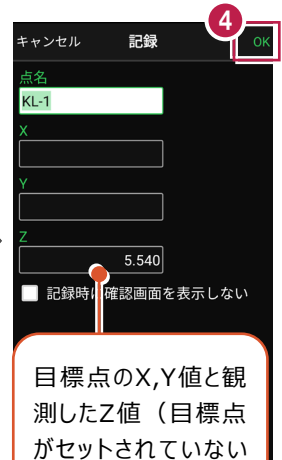 4
キャンセル 記録 OK
点名
KL-1
X
Y
Z
5.540
記録時に確認画面を表示しない
目標点のX,Y値と観
測したZ値（目標点
がセットされていない